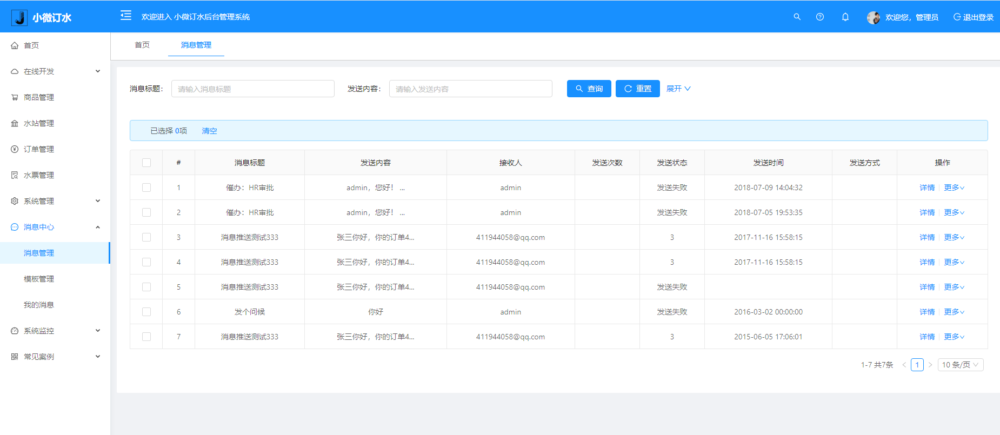 小微订水
欢迎进入 小微订水后台管理系统
欢迎您，管理员
退出登录
首页
在线开发
商品管理
水站管理
订单管理
水票管理
系统管理
消息中心
消息管理
模板管理
我的消息
系统监控
常见案例
首页 消息管理
消息标题： 请输入消息标题 发送内容： 请输入发送内容 查询 重置 展开
已选择 0项 清空
# 消息标题 发送内容 接收人 发送次数 发送状态 发送时间 发送方式 操作
1 催办：HR审批 admin，您好！ ... admin 发送失败 2018-07-09 14:04:32 详情 更多
2 催办：HR审批 admin，您好！ ... admin 发送失败 2018-07-05 19:53:35 详情 更多
3 消息推送测试333 张三你好，你的订单4... 411944058@qq.com 3 2017-11-16 15:58:15 详情 更多
4 消息推送测试333 张三你好，你的订单4... 411944058@qq.com 3 2017-11-16 15:58:15 详情 更多
5 消息推送测试333 张三你好，你的订单4... 411944058@qq.com 发送失败 详情 更多
6 发个问候 你好 admin 发送失败 2016-03-02 00:00:00 详情 更多
7 消息推送测试333 张三你好，你的订单4... 411944058@qq.com 3 2015-06-05 17:06:01 详情 更多
1-7 共7条 < 1 > 10 条/页